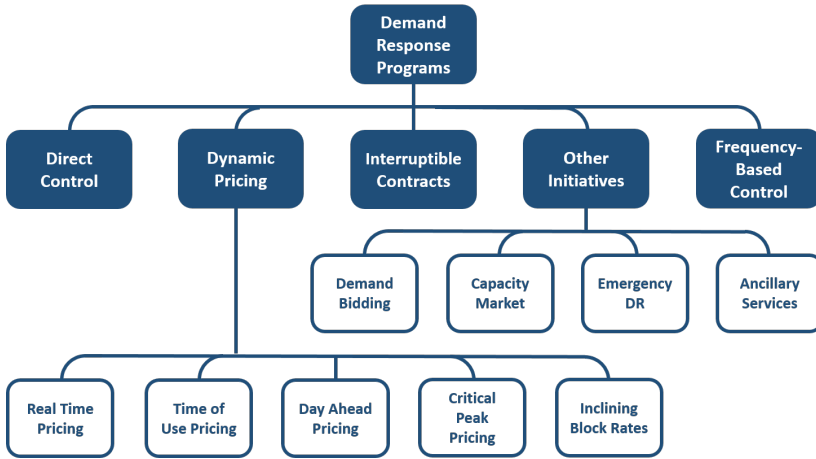 Demand
Response
Programs
Direct
Control
Dynamic
Pricing
Interruptible
Contracts
Other
Initiatives
Frequency-
Based
Control
Demand
Bidding
Capacity
Market
Emergency
DR
Ancillary
Services
Real Time
Pricing
Time of
Use Pricing
Day Ahead
Pricing
Critical
Peak
Pricing
Inclining
Block Rates